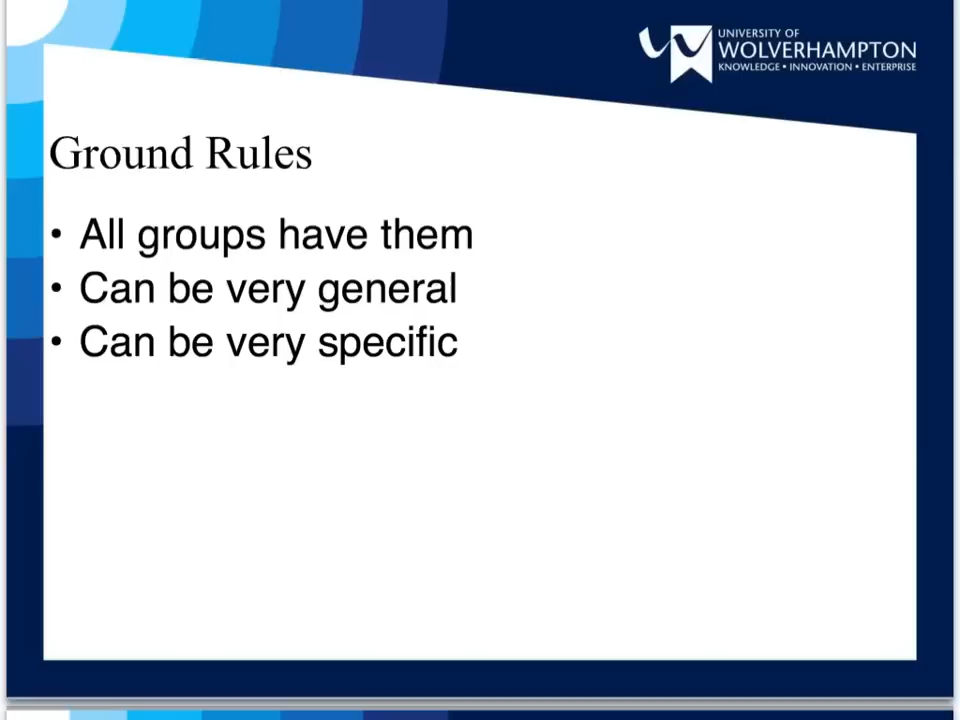 UNIVERSITY OF
WOLVERHAMPTON
KNOWLEDGE • INNOVATION • ENTERPRISE
Ground Rules
• All groups have them
• Can be very general
• Can be very specific